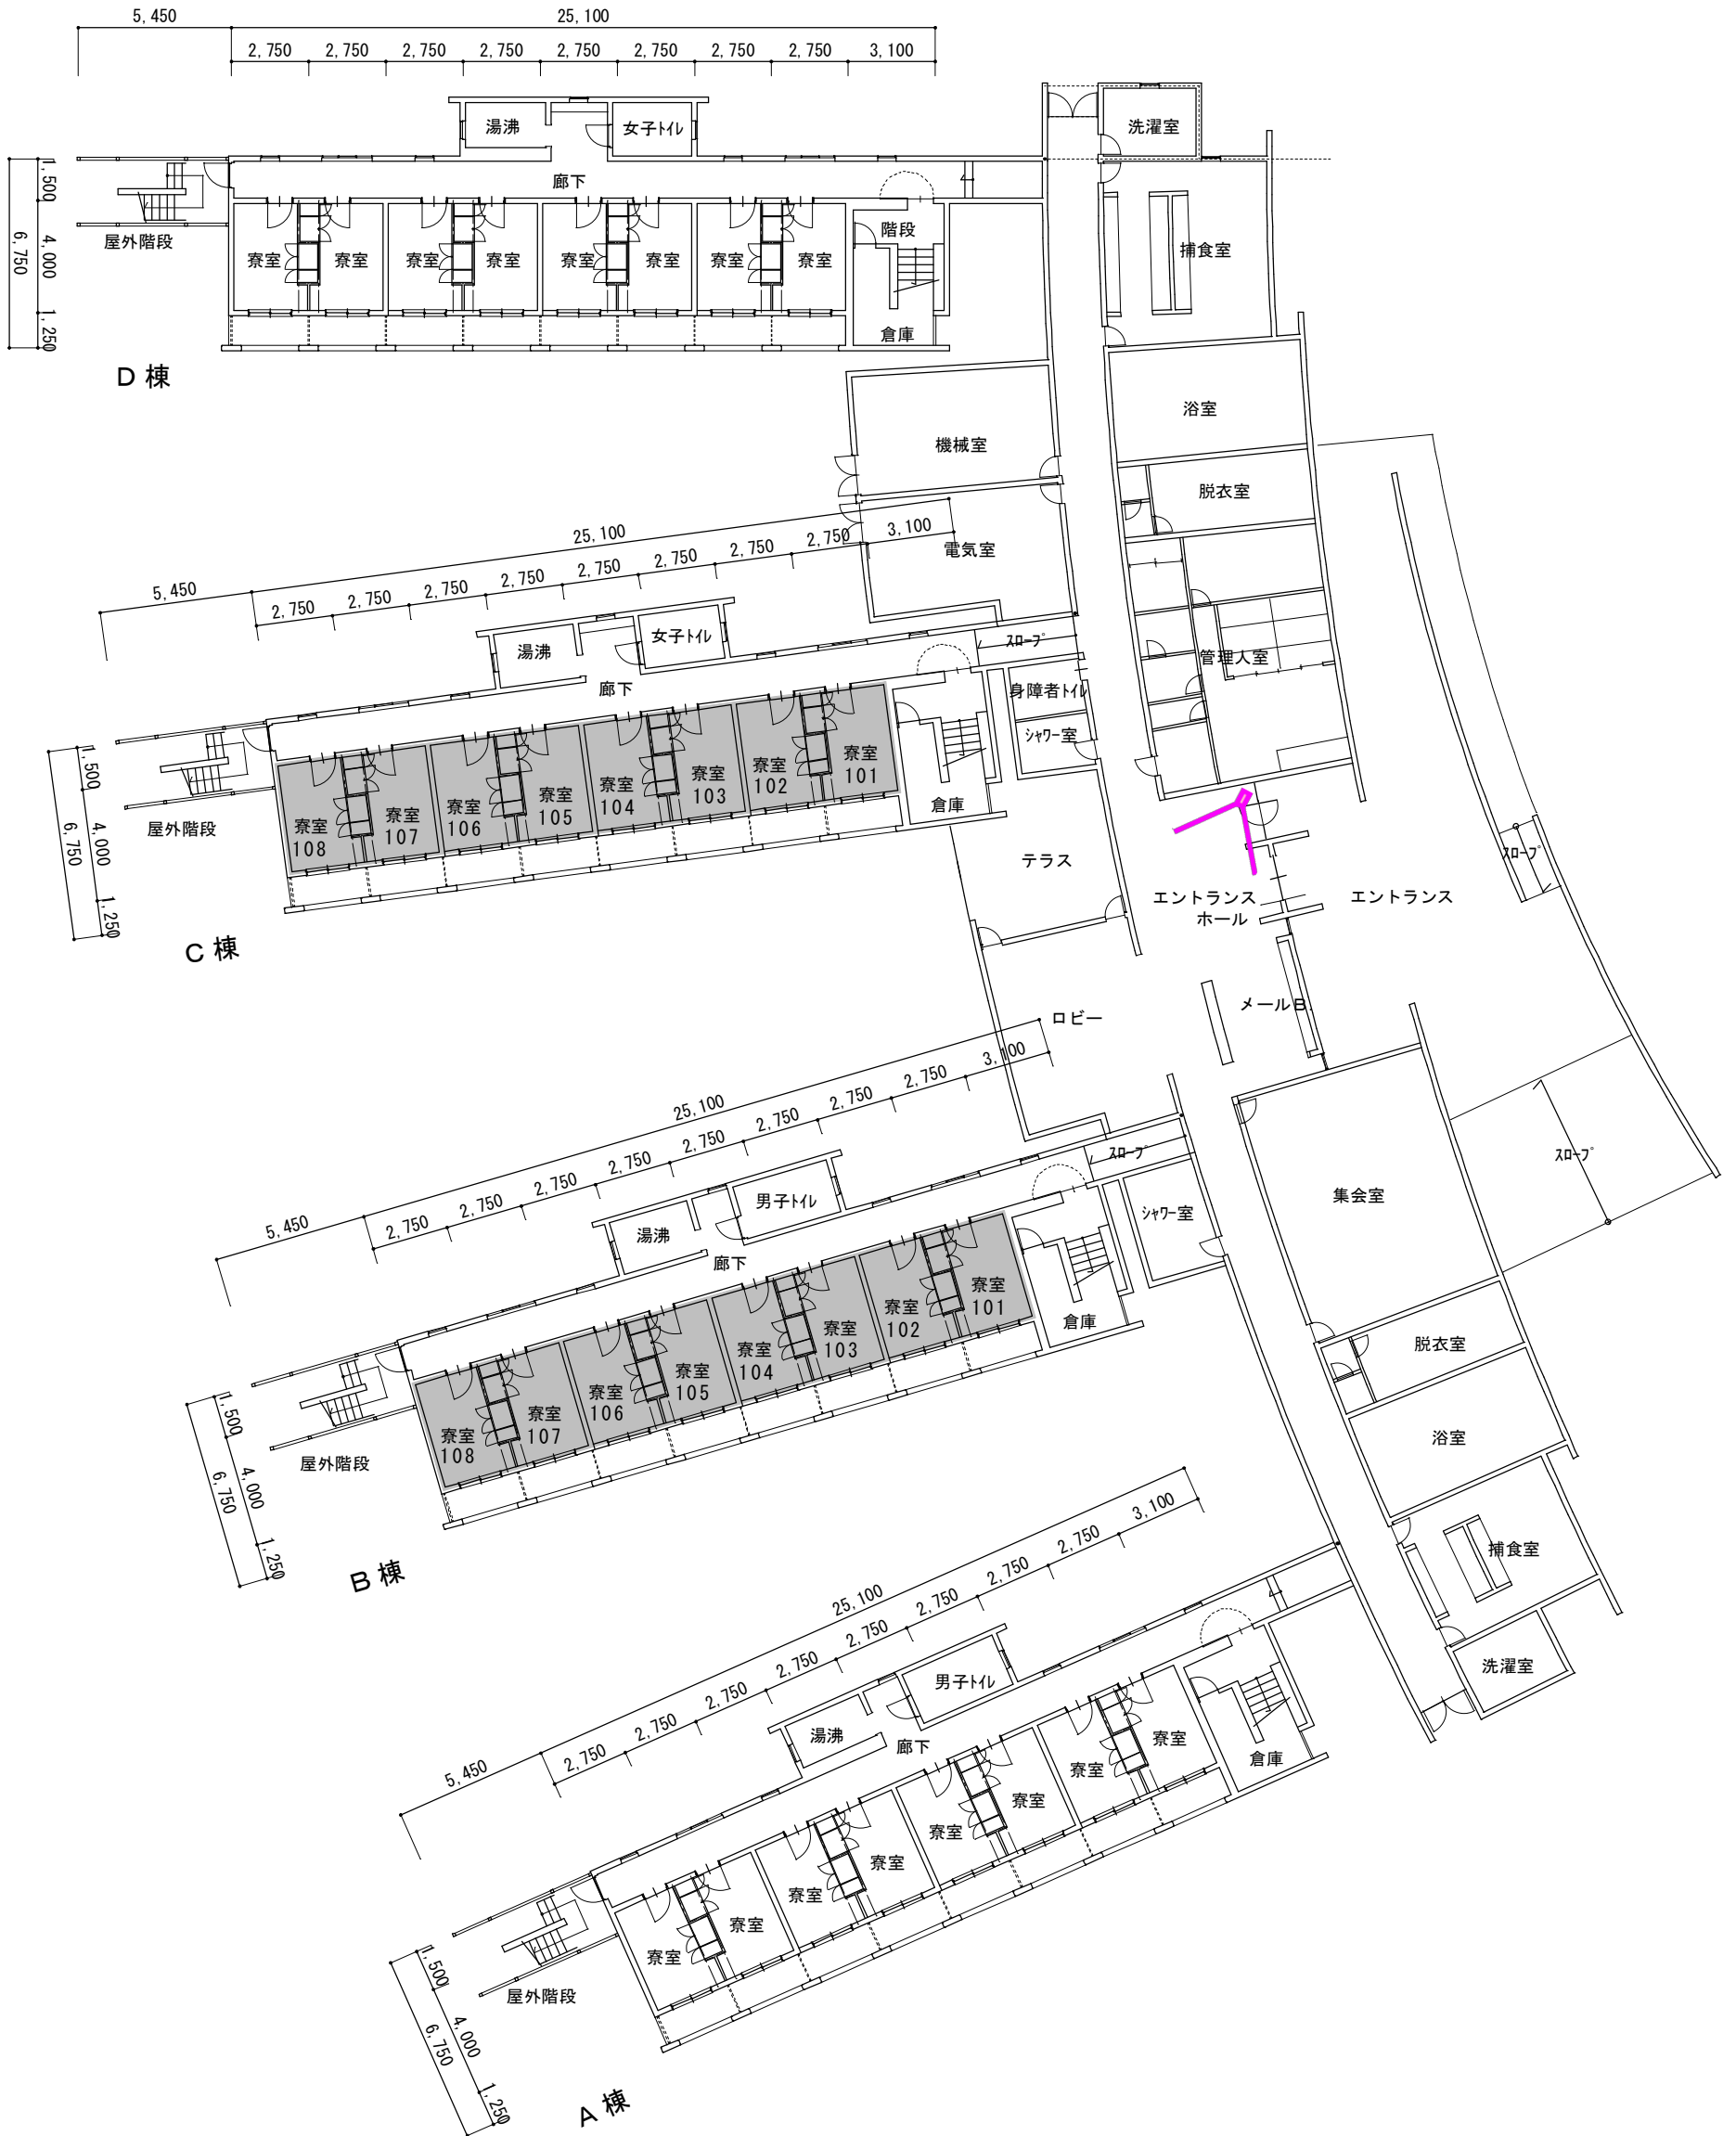 5,450
25,100
2,750
2,750
2,750
2,750
2,750
2,750
2,750
2,750
3,100
湯沸
女子ﾄｲﾚ
洗濯室
廊下
1,500
4,000
1,250
6,750
屋外階段
寮室
寮室
寮室
寮室
寮室
寮室
寮室
寮室
階段
倉庫
捕食室
D棟
浴室
機械室
脱衣室
電気室
25,100
5,450
2,750
2,750
2,750
2,750
2,750
2,750
2,750
2,750
3,100
湯沸
女子ﾄｲﾚ
ｽﾛｰﾌﾟ
廊下
身障者ﾄｲﾚ
ｼｬﾜｰ室
管理人室
1,500
4,000
1,250
6,750
屋外階段
寮室
108
寮室
107
寮室
106
寮室
105
寮室
104
寮室
103
寮室
102
寮室
101
倉庫
C棟
テラス
エントランス
ホール
エントランス
ｽﾛｰﾌﾟ
メールB.
ロビー
25,100
5,450
2,750
2,750
2,750
2,750
2,750
2,750
2,750
2,750
3,100
湯沸
男子ﾄｲﾚ
ｽﾛｰﾌﾟ
廊下
ｼｬﾜｰ室
集会室
ｽﾛｰﾌﾟ
1,500
4,000
1,250
6,750
屋外階段
寮室
108
寮室
107
寮室
106
寮室
105
寮室
104
寮室
103
寮室
102
寮室
101
倉庫
B棟
脱衣室
浴室
捕食室
洗濯室
25,100
5,450
2,750
2,750
2,750
2,750
2,750
2,750
2,750
2,750
3,100
湯沸
男子ﾄｲﾚ
廊下
1,500
4,000
1,250
6,750
屋外階段
寮室
寮室
寮室
寮室
寮室
寮室
寮室
寮室
倉庫
A棟